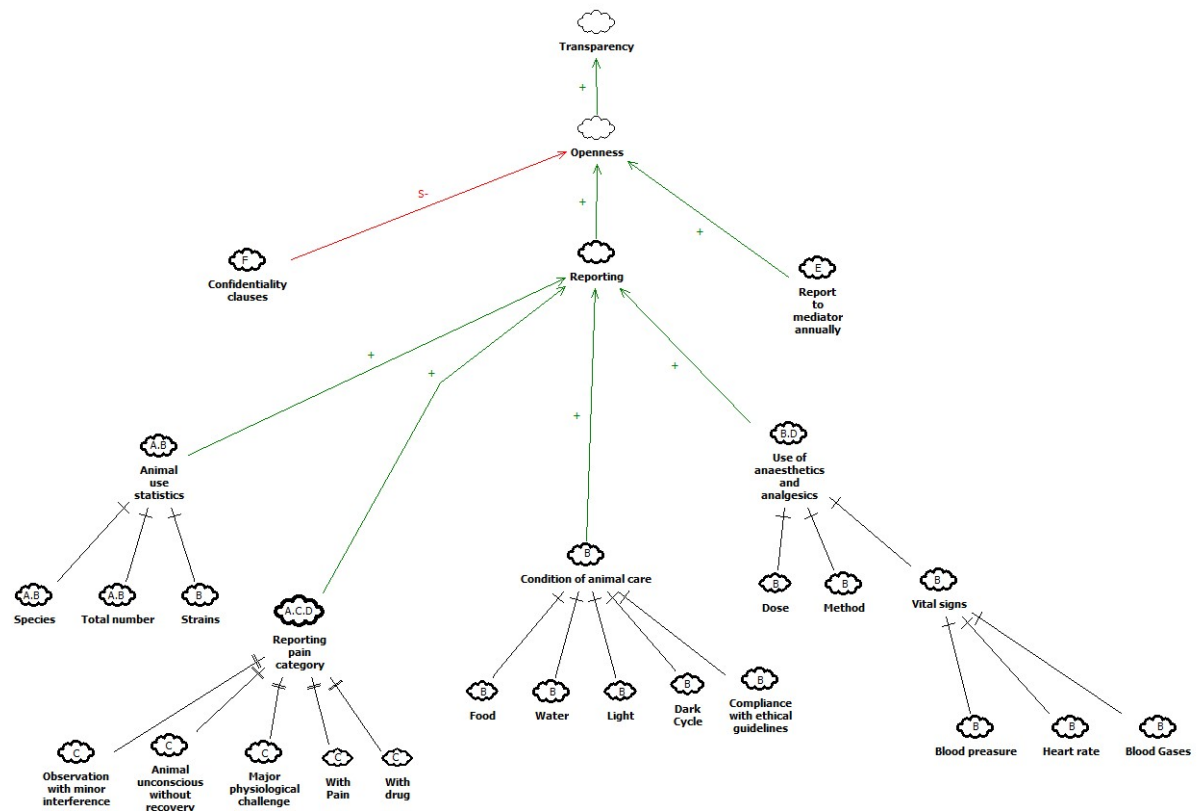 Transparency
+
Openness
S-
+
+
F
Confidentiality
clauses
Reporting
E
Report
to
mediator
annually
+
+
+
+
A.B
Animal
use
statistics
B.D
Use of
anaesthetics
and
analgesics
A.B
Species
A.B
Total number
B
Strains
A.C.D
Reporting
pain
category
B
Condition of animal care
B
Dose
B
Method
B
Vital signs
B
Food
B
Water
B
Light
B
Dark
Cycle
B
Compliance
with ethical
guidelines
B
Blood preasure
B
Heart rate
B
Blood Gases
C
Observation
with minor
interference
C
Animal
unconscious
without
recovery
C
Major
physiological
challenge
C
With
Pain
C
With
drug